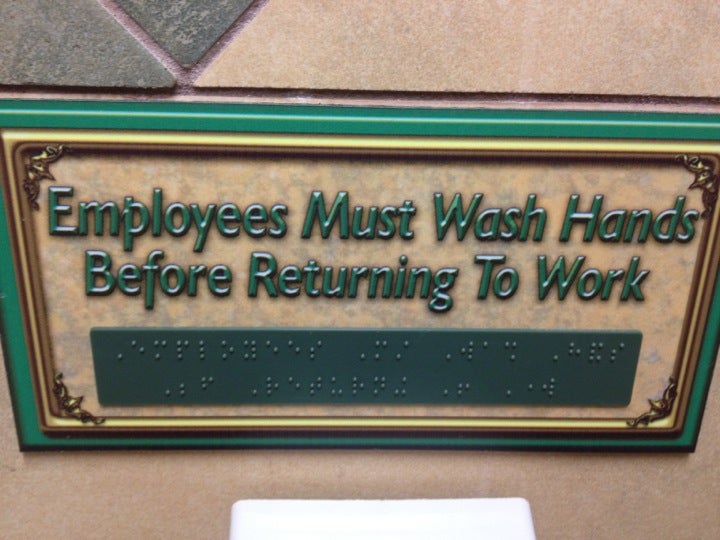 Employees Must Wash Hands
Before Returning To Work